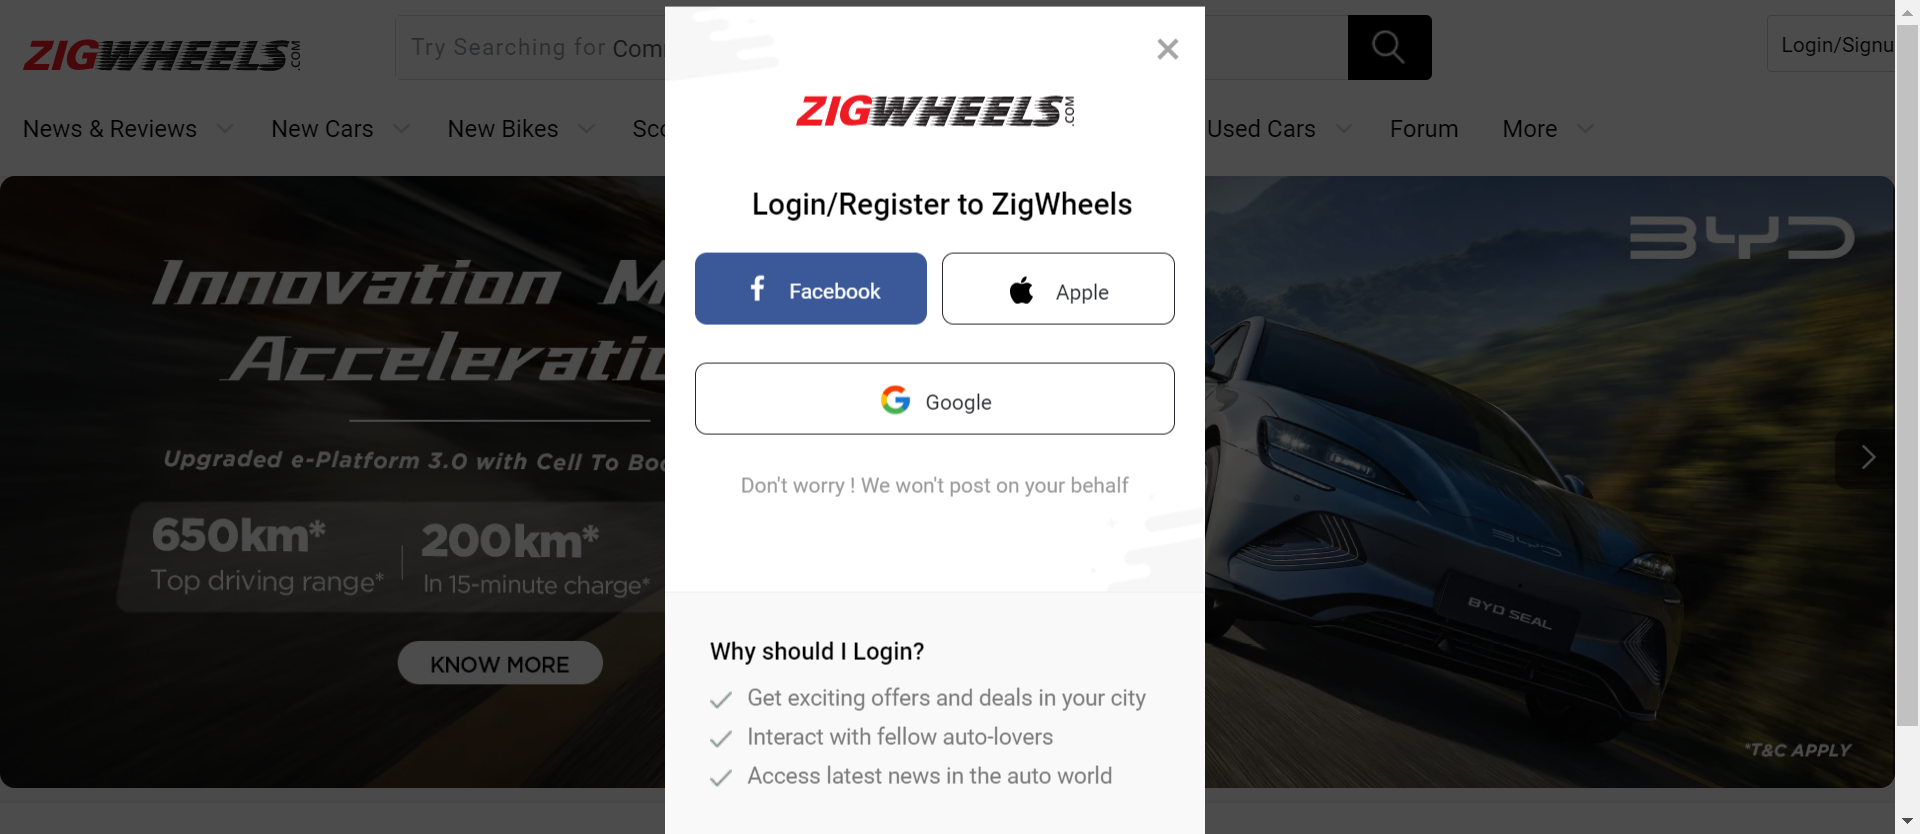 ZIGWHEELS.COM
Try Searching for Com
Login/Signu
News & Reviews New Cars New Bikes Sco Used Cars Forum More
ZIGWHEELS.COM
Login/Register to ZigWheels
Facebook Apple
Google
Don't worry ! We won't post on your behalf
Why should I Login?
Get exciting offers and deals in your city
Interact with fellow auto-lovers
Access latest news in the auto world
Innovation M
Acceleratio
Upgraded e-Platform 3.0 with Cell To Bo
650km*
Top driving range*
200km*
In 15-minute charge*
KNOW MORE
BYD
BYD
BYD SEAL
*T&C APPLY